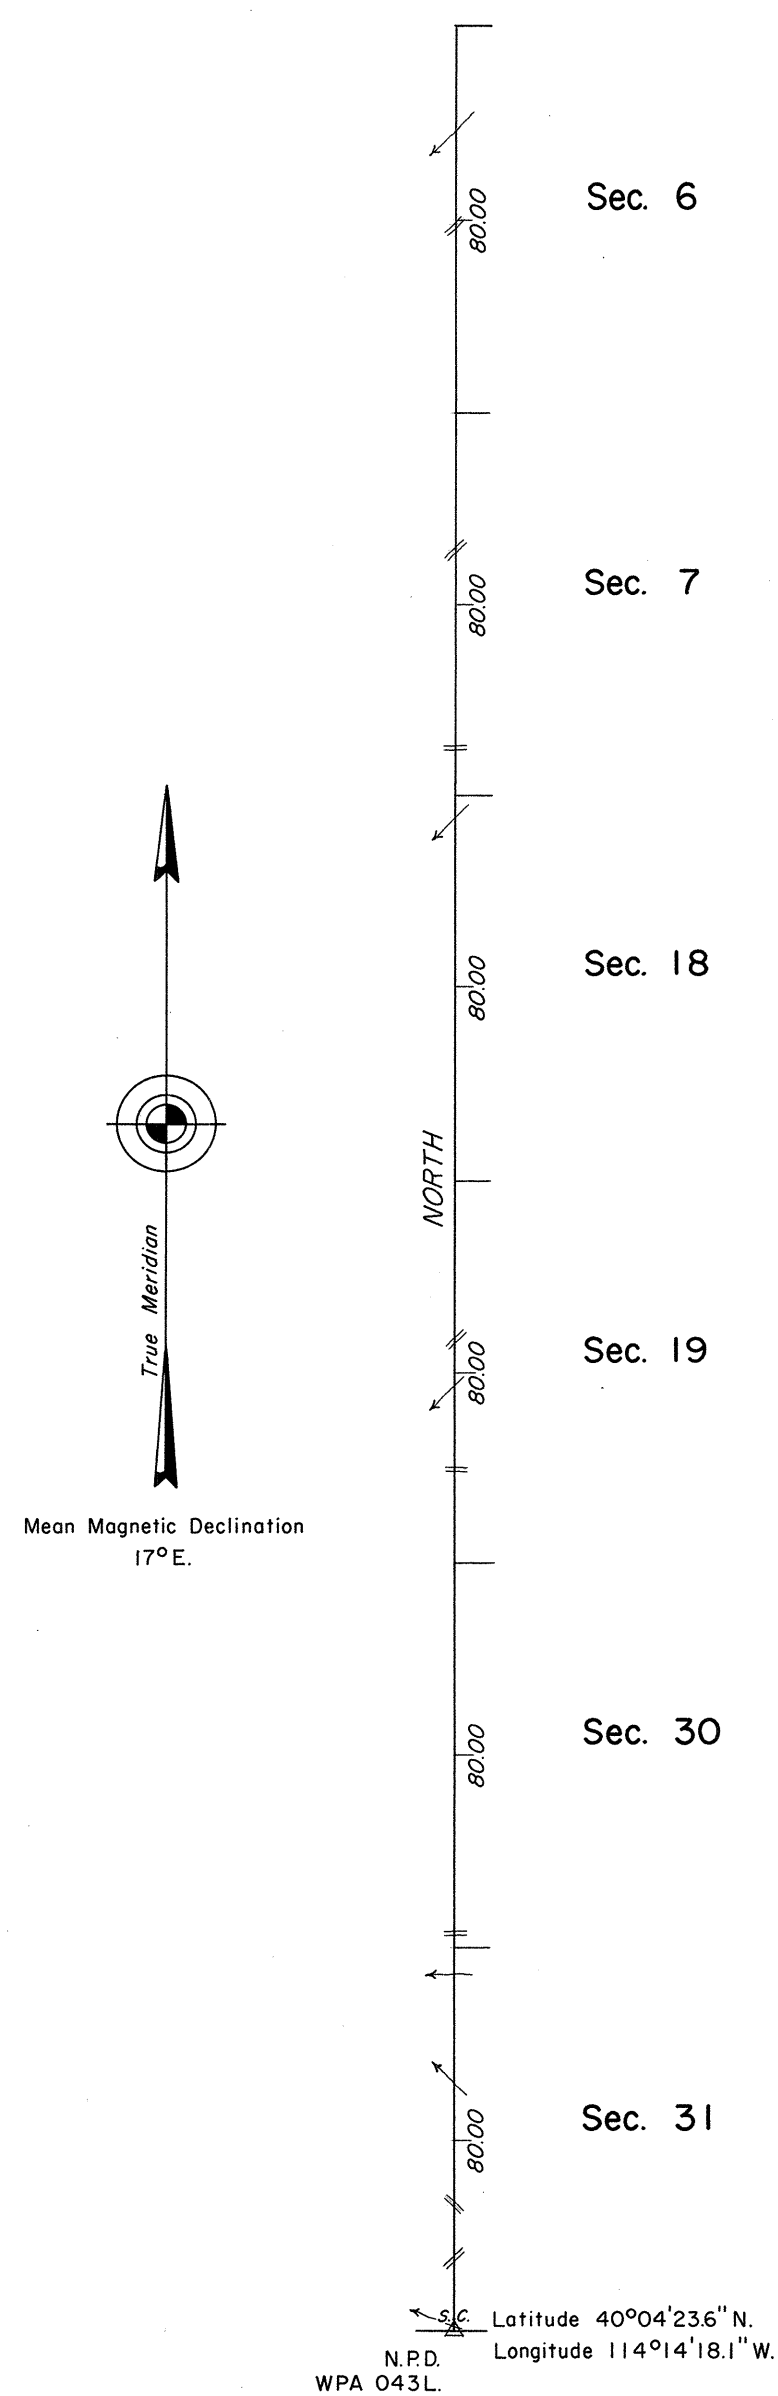 Sec. 6
80.00
Sec. 7
80.00
Sec. 18
80.00
NORTH
True Meridian
Sec. 19
80.00
Mean Magnetic Declination
17° E.
Sec. 30
80.00
Sec. 31
80.00
S.C.
Latitude 40°04'23.6" N.
Longitude 114°14'18.1" W.
N.P.D.
WPA 043L.